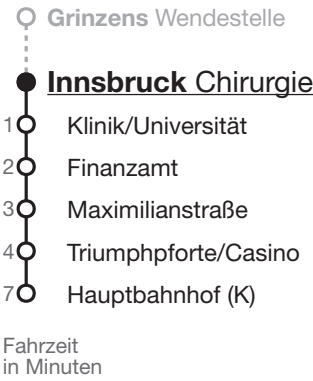 Grinzens Wendestelle
Innsbruck Chirurgie
1 Klinik/Universität
2 Finanzamt
3 Maximilianstraße
4 Triumphpforte/Casino
7 Hauptbahnhof (K)
Fahrzeit
in Minuten